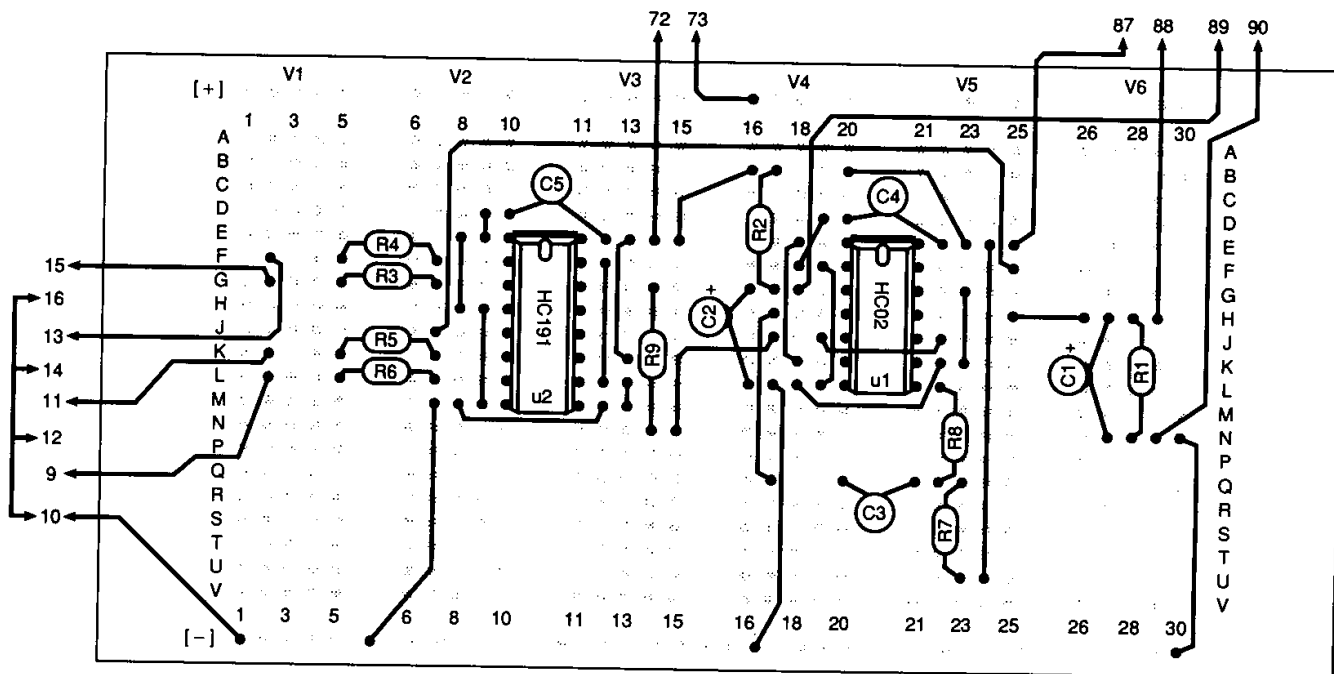 72 73 87 88 89 90
V1 V2 V3 V4 V5 V6
[+]
1 3 5 6 8 10 11 13 15 16 18 20 21 23 25 26 28 30
A
B
C
D
E
F
G
H
J
K
L
M
N
P
Q
R
S
T
U
V
15
16
13
14
11
12
9
10
R4
R3
R5
R6
C5
HC191
u2
R9
R2
C2 +
C4
HC02
u1
R8
C3
R7
C1 +
R1
A
B
C
D
E
F
G
H
J
K
L
M
N
P
Q
R
S
T
U
V
1 3 5 6 8 10 11 13 15 16 18 20 21 23 25 26 28 30
[-]